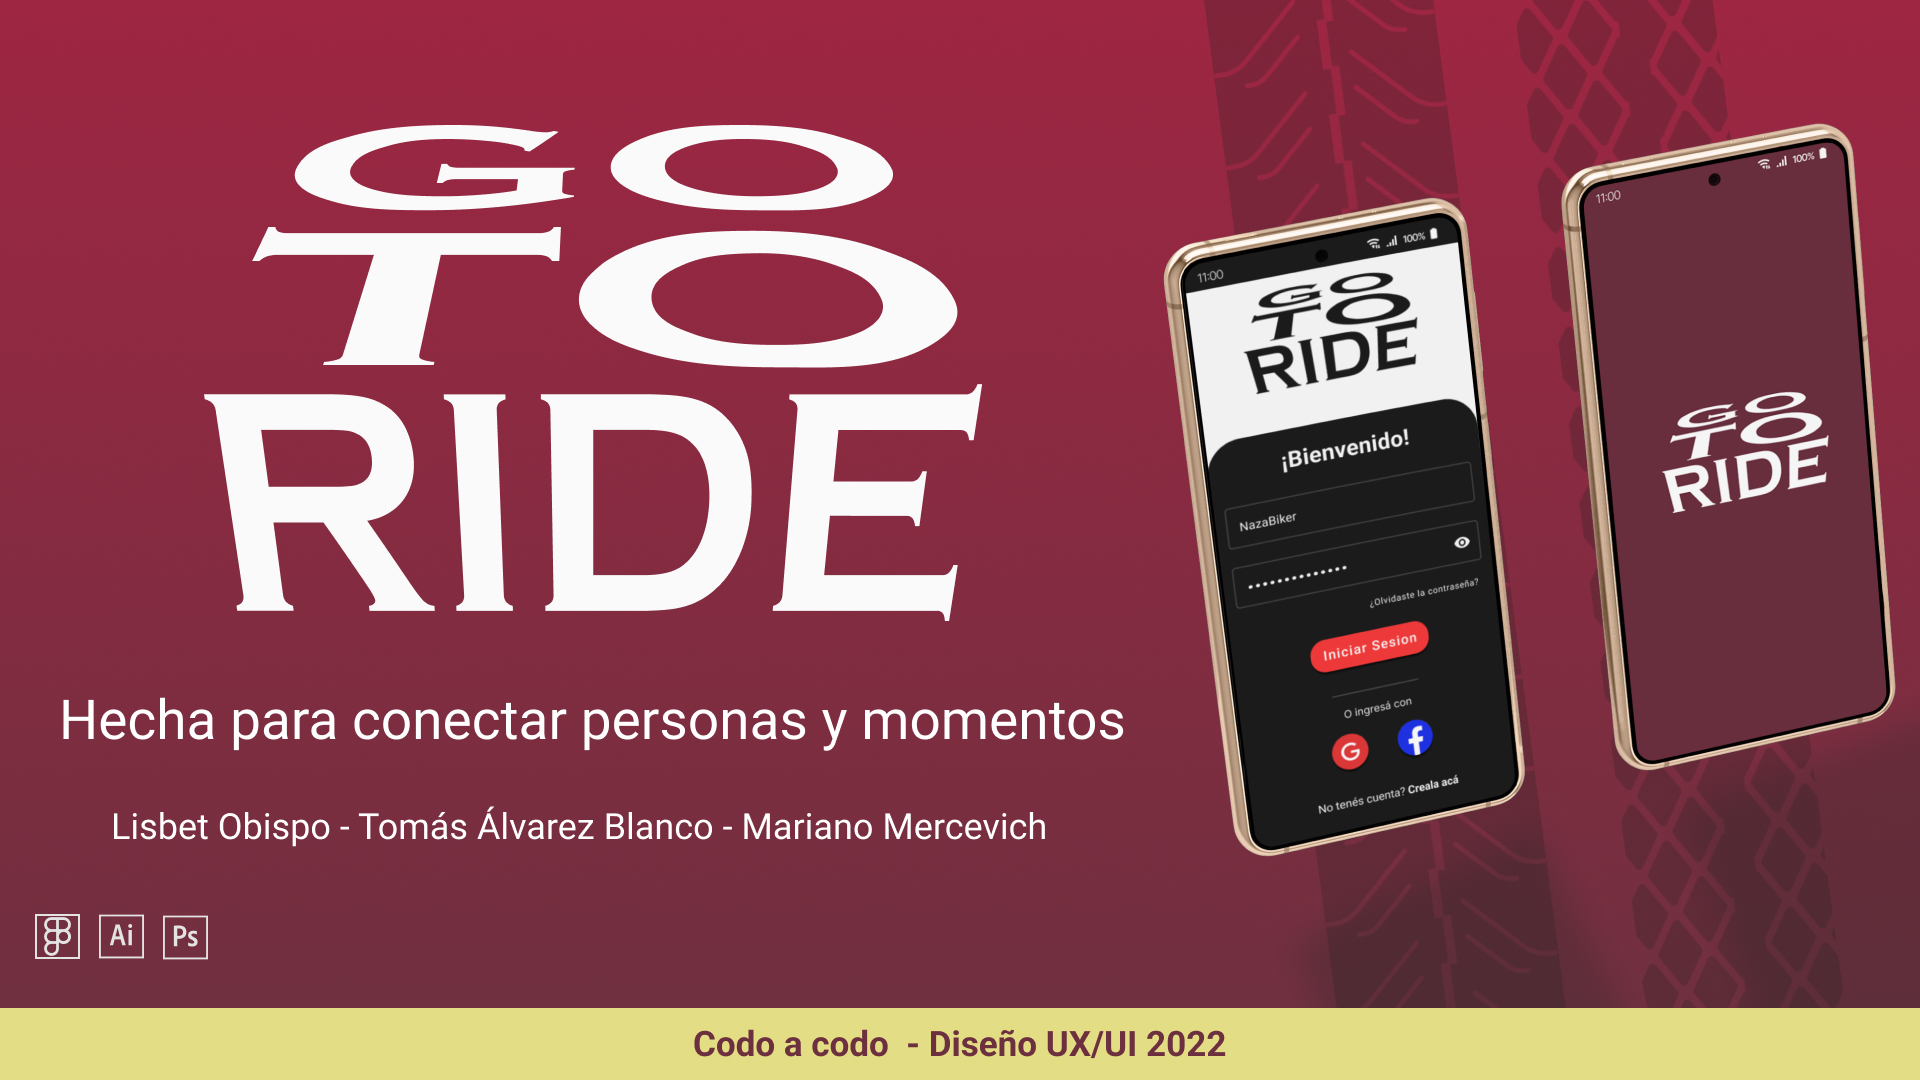 GO
TO
RIDE
Hecha para conectar personas y momentos
Lisbet Obispo - Tomás Álvarez Blanco - Mariano Mercevich
Ai
Ps
11:00
100%
GO
TO
RIDE
¡Bienvenido!
NazaBiker
¿Olvidaste la contraseña?
Iniciar Sesion
O ingresá con
G
f
No tenés cuenta? Creala acá
11:00
100%
GO
TO
RIDE
Codo a codo - Diseño UX/UI 2022